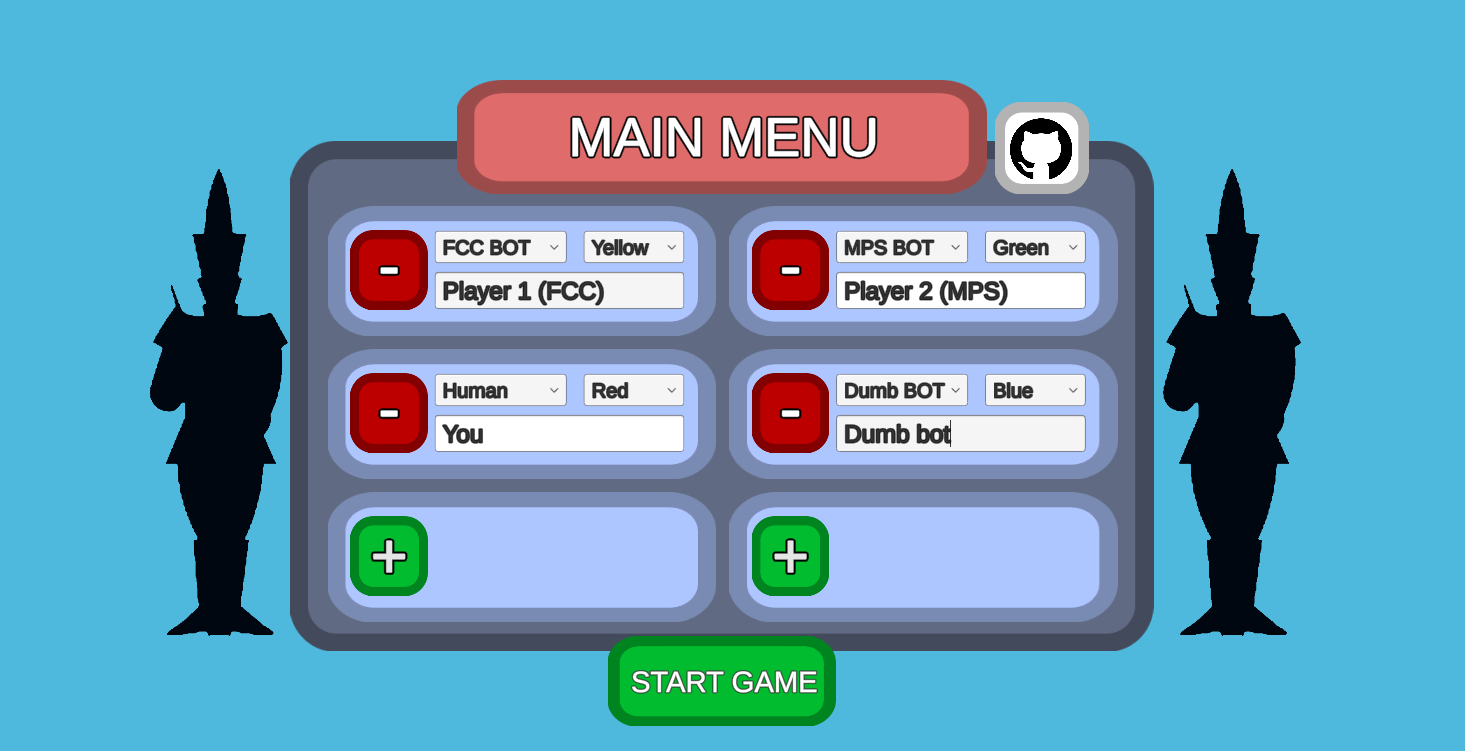 MAIN MENU
FCC BOT Yellow
Player 1 (FCC)
MPS BOT Green
Player 2 (MPS)
Human Red
You
Dumb BOT Blue
Dumb bot
START GAME